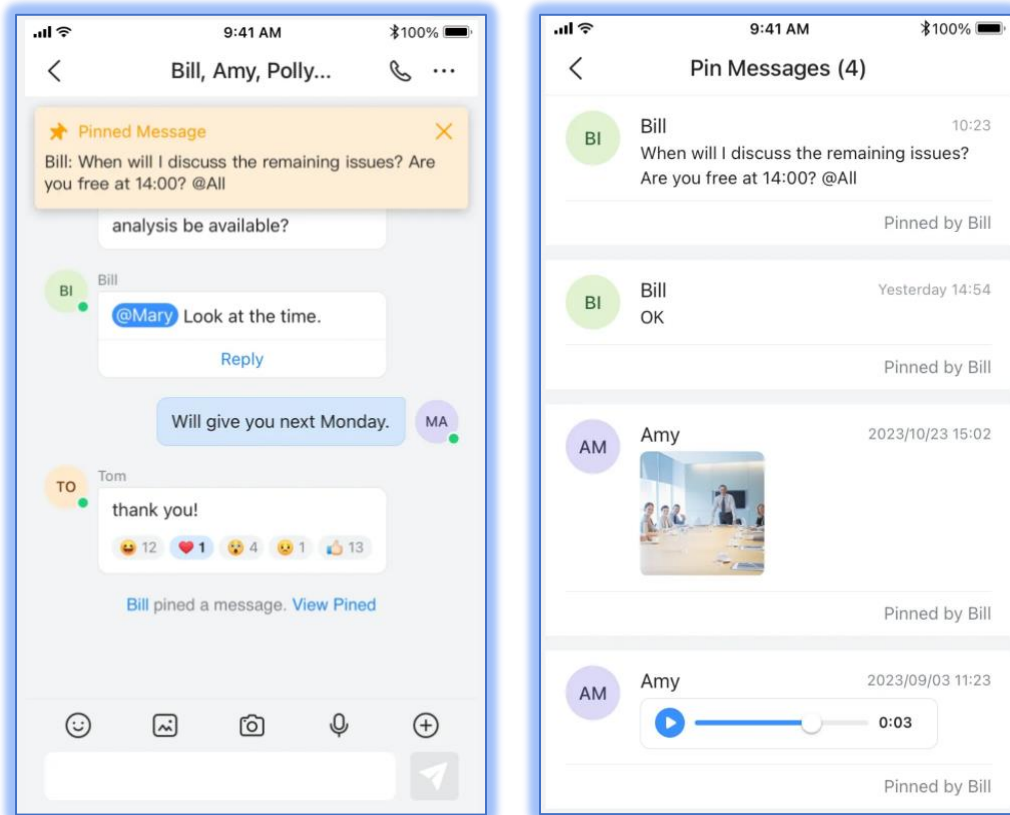 9:41 AM
100%
Bill, Amy, Polly...
Pinned Message
Bill: When will I discuss the remaining issues? Are
you free at 14:00? @All
analysis be available?
BI
Bill
@Mary Look at the time.
Reply
Will give you next Monday.
MA
TO
Tom
thank you!
12 1 4 1 13
Bill pined a message. View Pined
9:41 AM
100%
Pin Messages (4)
BI
Bill
10:23
When will I discuss the remaining issues?
Are you free at 14:00? @All
Pinned by Bill
BI
Bill
Yesterday 14:54
OK
Pinned by Bill
AM
Amy
2023/10/23 15:02
Pinned by Bill
AM
Amy
2023/09/03 11:23
0:03
Pinned by Bill